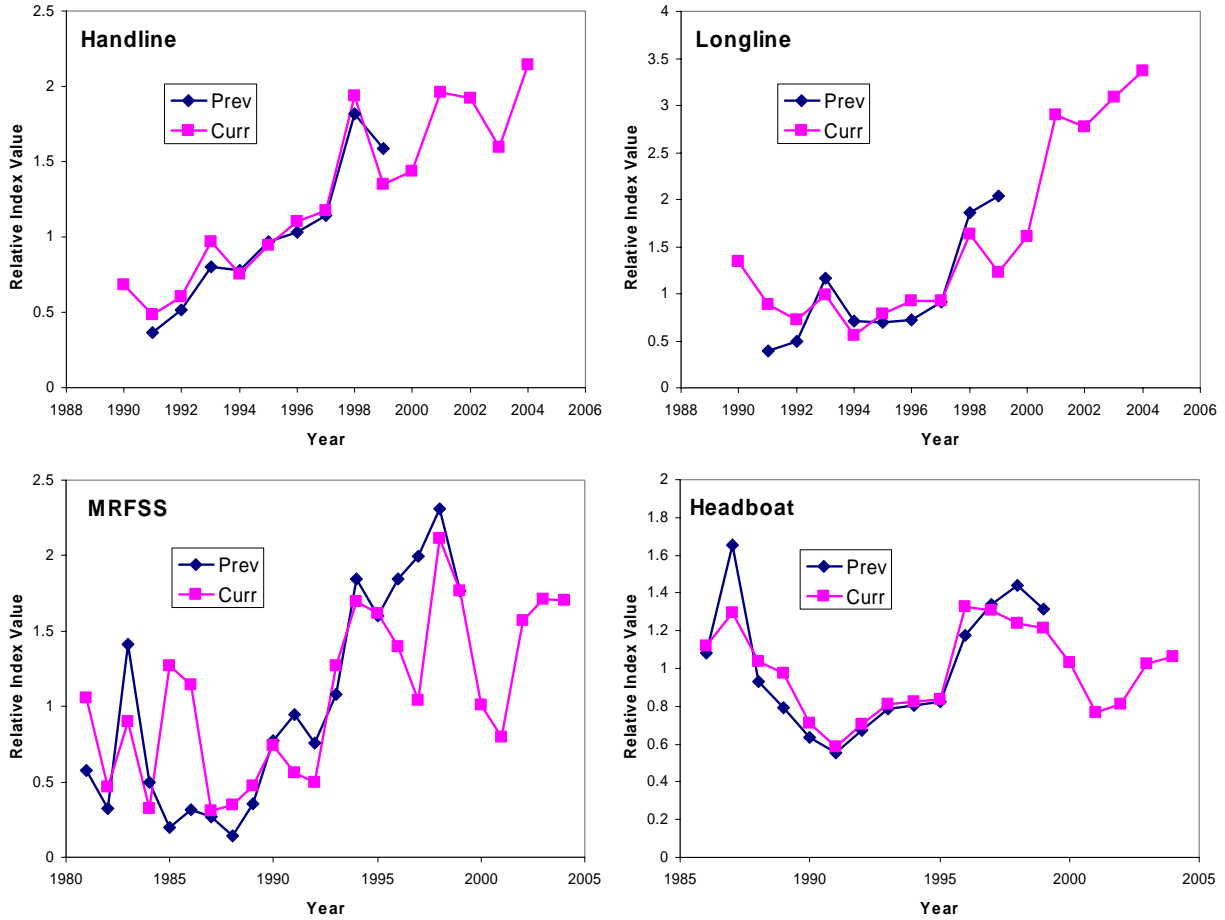 Handline
Relative Index Value
2.5
2
1.5
1
0.5
0
Prev
Curr
1988 1990 1992 1994 1996 1998 2000 2002 2004 2006
Year
Longline
Relative Index Value
4
3.5
3
2.5
2
1.5
1
0.5
0
Prev
Curr
1988 1990 1992 1994 1996 1998 2000 2002 2004 2006
Year
MRFSS
Relative Index Value
2.5
2
1.5
1
0.5
0
Prev
Curr
1980 1985 1990 1995 2000 2005
Year
Headboat
Relative Index Value
2
1.8
1.6
1.4
1.2
1
0.8
0.6
0.4
0.2
0
Prev
Curr
1985 1990 1995 2000 2005
Year